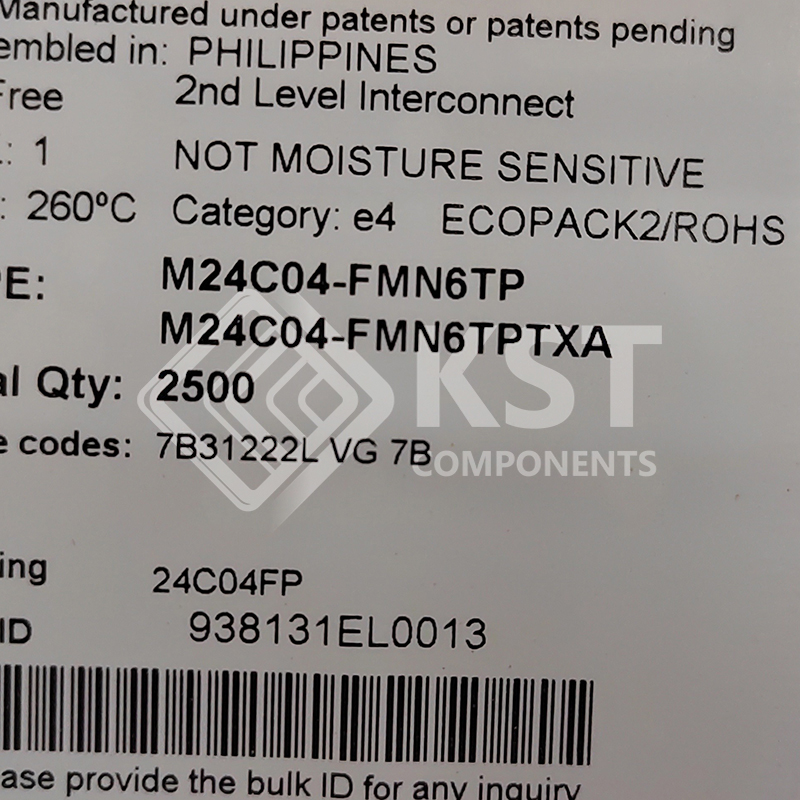 Manufactured under patents or patents pending
embled in: PHILIPPINES
Free 2nd Level Interconnect
.: 1 NOT MOISTURE SENSITIVE
: 260ºC Category: e4 ECOPACK2/ROHS
E: M24C04-FMN6TP
M24C04-FMN6TPTXA
al Qty: 2500
e codes: 7B31222L VG 7B
KST
COMPONENTS
ing 24C04FP
ID 938131EL0013
ase provide the bulk ID for any inquiry